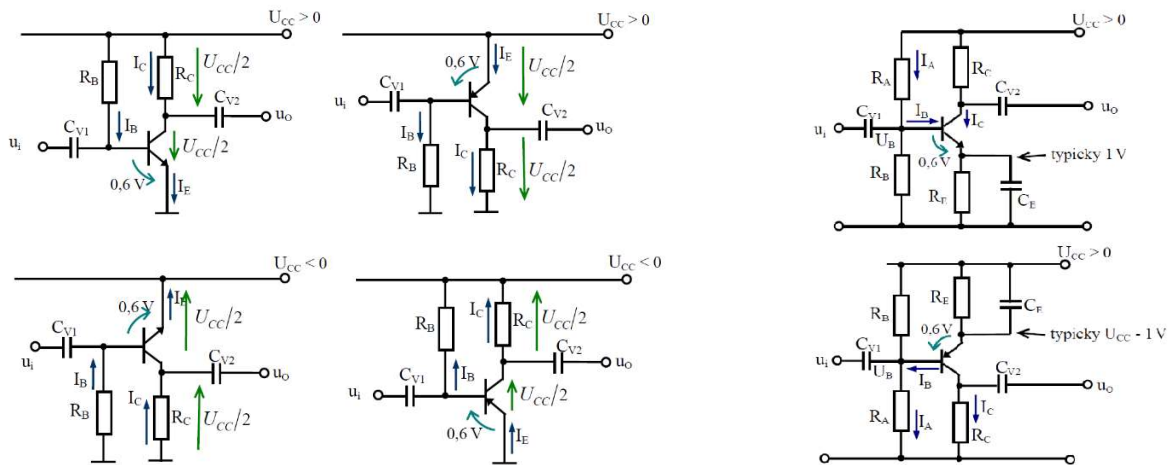 U_CC > 0
I_C
R_C
U_CC/2
R_B
C_V1
C_V2
u_o
u_i
I_B
U_CC/2
0,6 V
I_E
U_CC > 0
0,6 V
I_E
U_CC/2
C_V1
C_V2
u_i
u_o
I_B
R_B
I_C
R_C
U_CC/2
U_CC > 0
R_A
I_A
R_C
C_V2
u_o
C_V1
I_B
I_C
u_i
U_B
0,6 V
typicky 1 V
R_B
R_E
C_E
U_CC < 0
0,6 V
I_E
U_CC/2
C_V1
C_V2
u_i
u_o
I_B
R_B
I_C
R_C
U_CC/2
U_CC < 0
I_C
R_C
U_CC/2
R_B
C_V1
C_V2
u_o
u_i
I_B
U_CC/2
0,6 V
I_E
U_CC > 0
R_B
R_E
C_E
0,6 V
typicky U_CC - 1 V
C_V1
u_i
U_B
I_B
C_V2
u_o
R_A
I_A
I_C
R_C